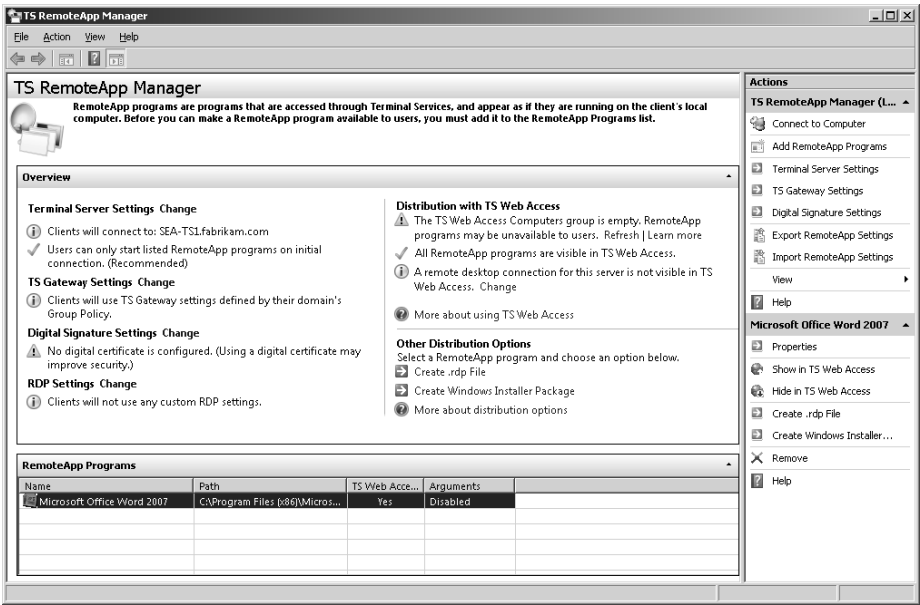 TS RemoteApp Manager
File Action View Help
TS RemoteApp Manager
RemoteApp programs are programs that are accessed through Terminal Services, and appear as if they are running on the client's local
computer. Before you can make a RemoteApp program available to users, you must add it to the RemoteApp Programs list.
Overview
Terminal Server Settings Change
Clients will connect to: SEA-TS1.fabrikam.com
Users can only start listed RemoteApp programs on initial
connection. (Recommended)
TS Gateway Settings Change
Clients will use TS Gateway settings defined by their domain's
Group Policy.
Digital Signature Settings Change
No digital certificate is configured. (Using a digital certificate may
improve security.)
RDP Settings Change
Clients will not use any custom RDP settings.
Distribution with TS Web Access
The TS Web Access Computers group is empty. RemoteApp
programs may be unavailable to users. Refresh | Learn more
All RemoteApp programs are visible in TS Web Access.
A remote desktop connection for this server is not visible in TS
Web Access. Change
More about using TS Web Access
Other Distribution Options
Select a RemoteApp program and choose an option below.
Create .rdp File
Create Windows Installer Package
More about distribution options
RemoteApp Programs
Name Path TS Web Acce... Arguments
Microsoft Office Word 2007 C:\Program Files (x86)\Micros... Yes Disabled
Actions
TS RemoteApp Manager (L...
Connect to Computer
Add RemoteApp Programs
Terminal Server Settings
TS Gateway Settings
Digital Signature Settings
Export RemoteApp Settings
Import RemoteApp Settings
View
Help
Microsoft Office Word 2007
Properties
Show in TS Web Access
Hide in TS Web Access
Create .rdp File
Create Windows Installer...
Remove
Help